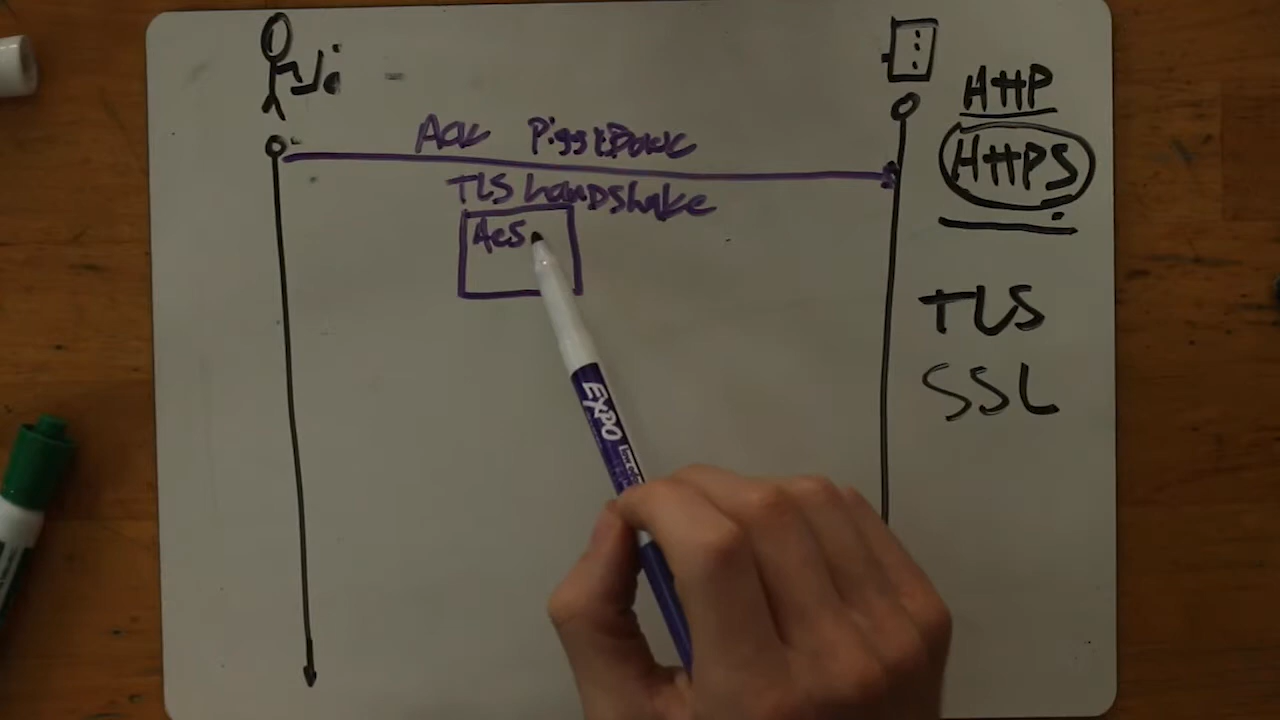 Ack PiggyBack
TLS Handshake
AeS
HTTP
HTTPS
TLS
SSL
EXPO